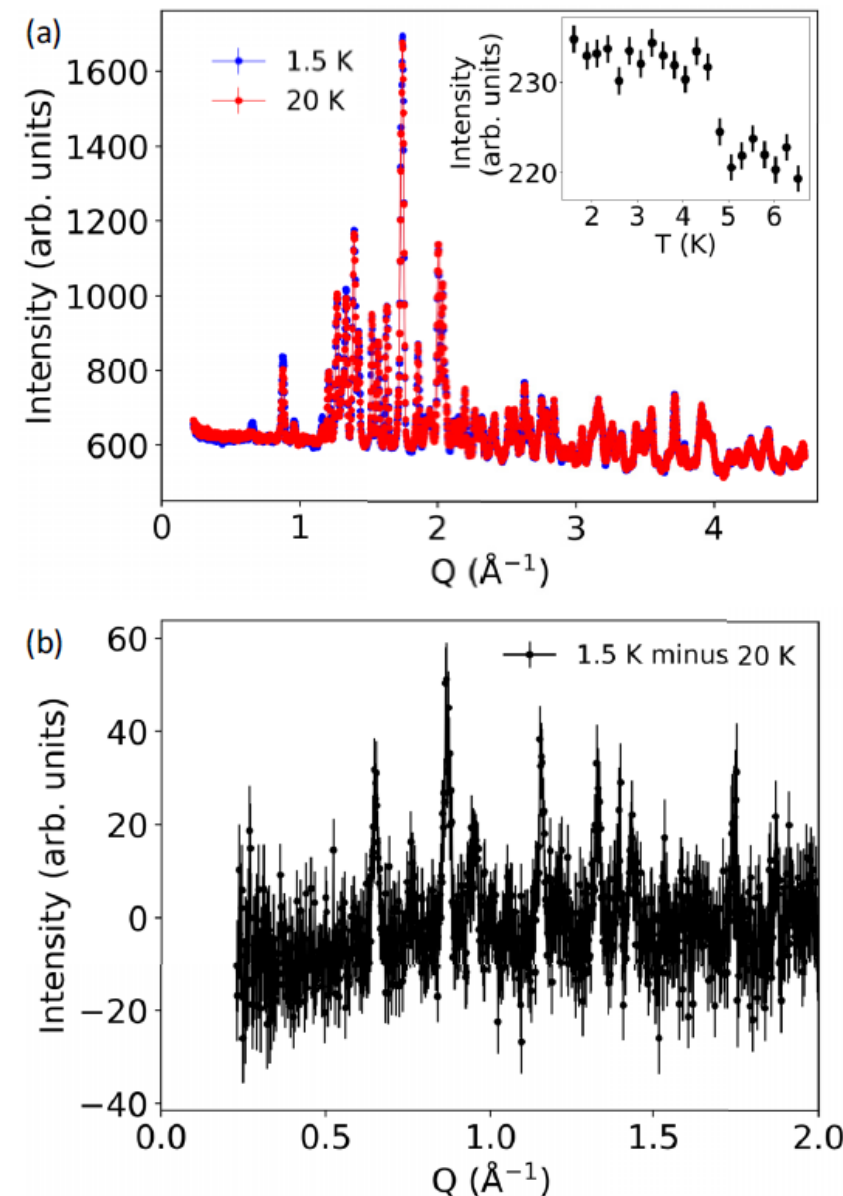 (a)
1.5 K
20 K
Intensity (arb. units)
1600
1400
1200
1000
800
600
0
1
2
3
4
Q (Å⁻¹)
Intensity
(arb. units)
230
220
2
3
4
5
6
T (K)
(b)
1.5 K minus 20 K
Intensity (arb. units)
60
40
20
0
−20
−40
0.0
0.5
1.0
1.5
2.0
Q (Å⁻¹)